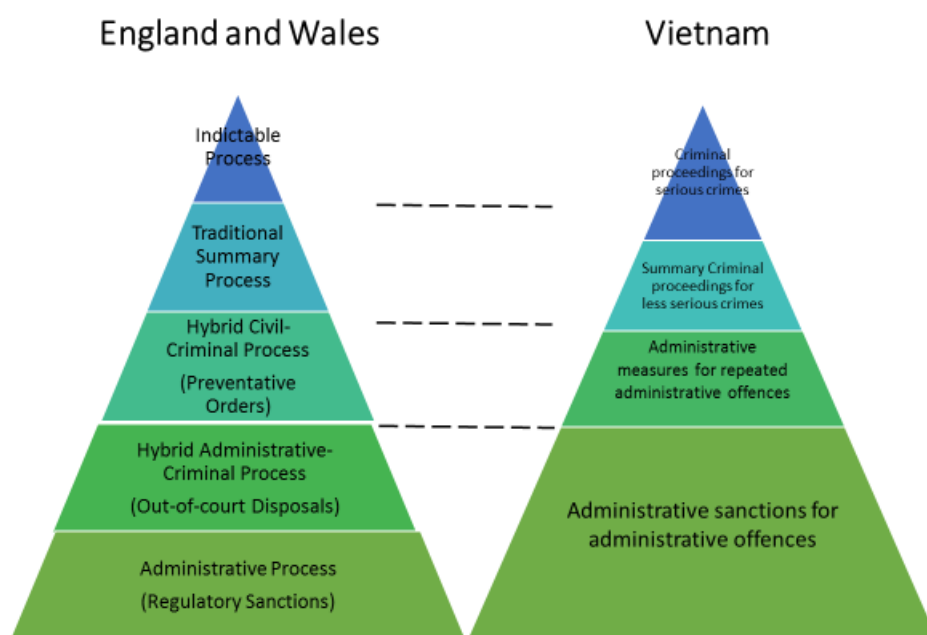 England and Wales
Vietnam
Indictable
Process
Traditional
Summary
Process
Hybrid Civil-
Criminal Process
(Preventative
Orders)
Hybrid Administrative-
Criminal Process
(Out-of-court Disposals)
Administrative Process
(Regulatory Sanctions)
Criminal
proceedings for
serious crimes
Summary Criminal
proceedings for
less serious crimes
Administrative
measures for repeated
administrative offences
Administrative sanctions for
administrative offences